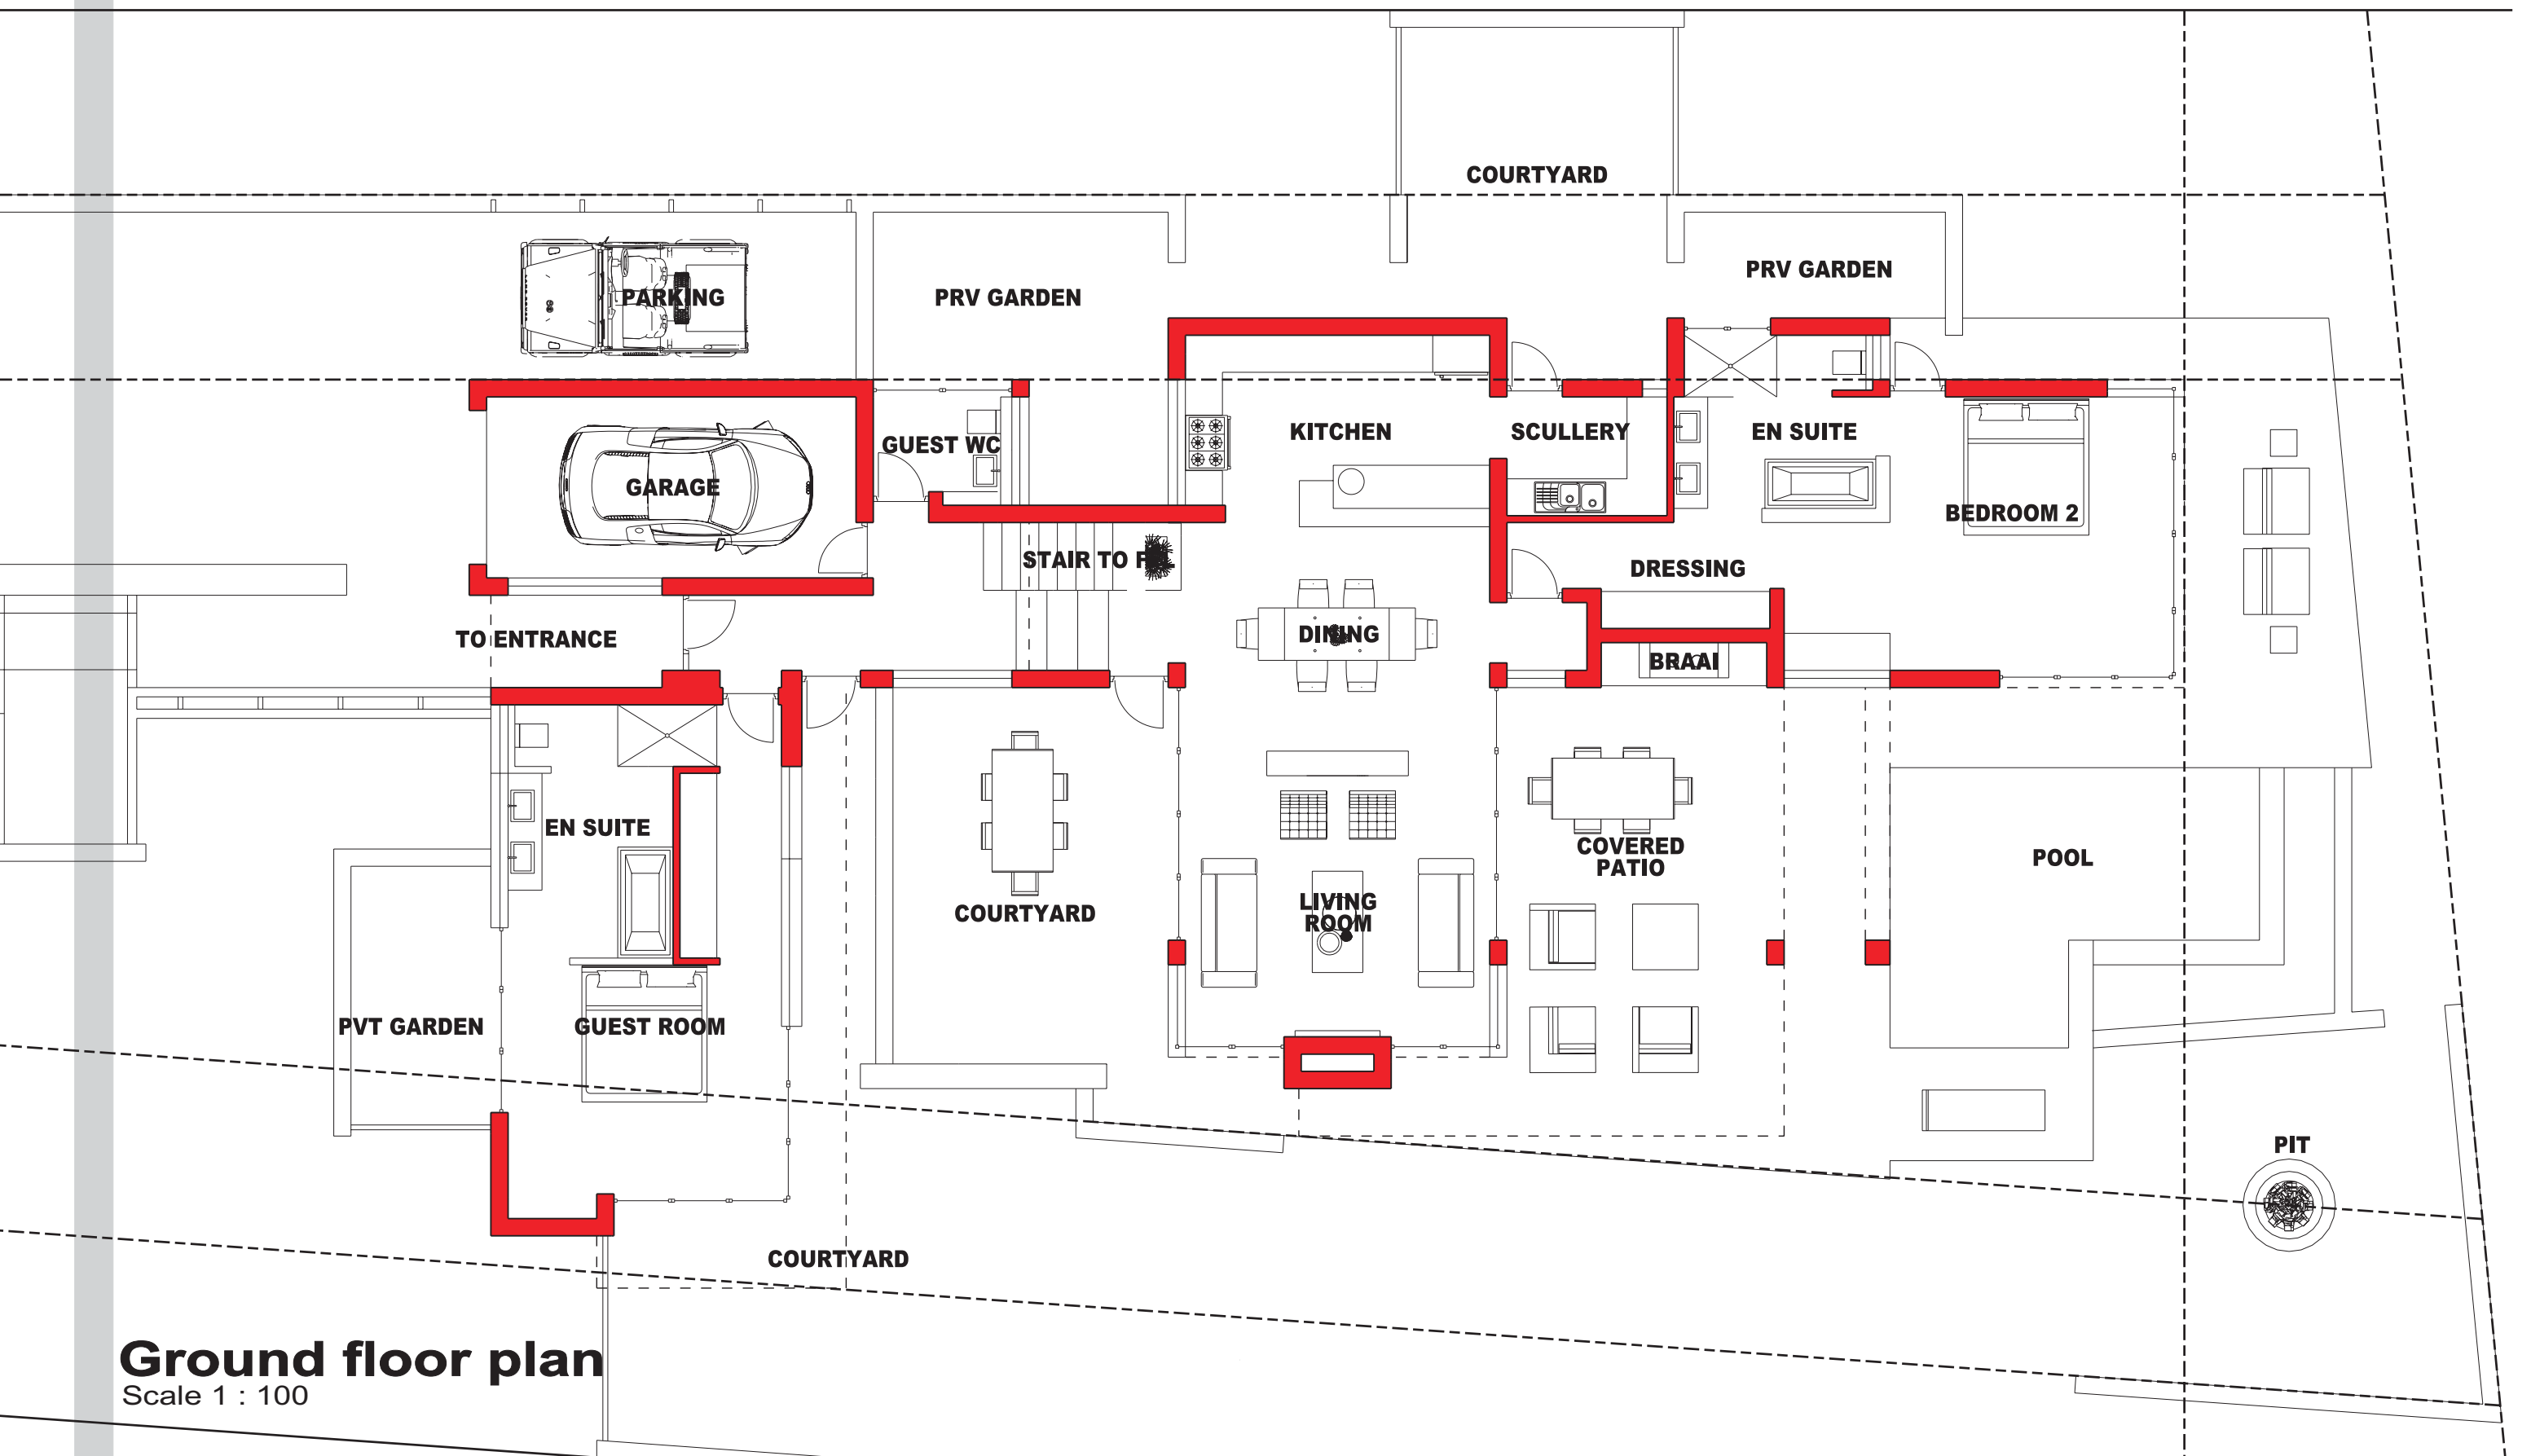 COURTYARD
PRV GARDEN
PARKING
PRV GARDEN
KITCHEN
SCULLERY
EN SUITE
GUEST WC
GARAGE
BEDROOM 2
STAIR TO
DRESSING
TO ENTRANCE
DINING
BRAAI
EN SUITE
COVERED
PATIO
POOL
COURTYARD
LIVING
ROOM
PVT GARDEN
GUEST ROOM
PIT
COURTYARD
Ground floor plan
Scale 1 : 100